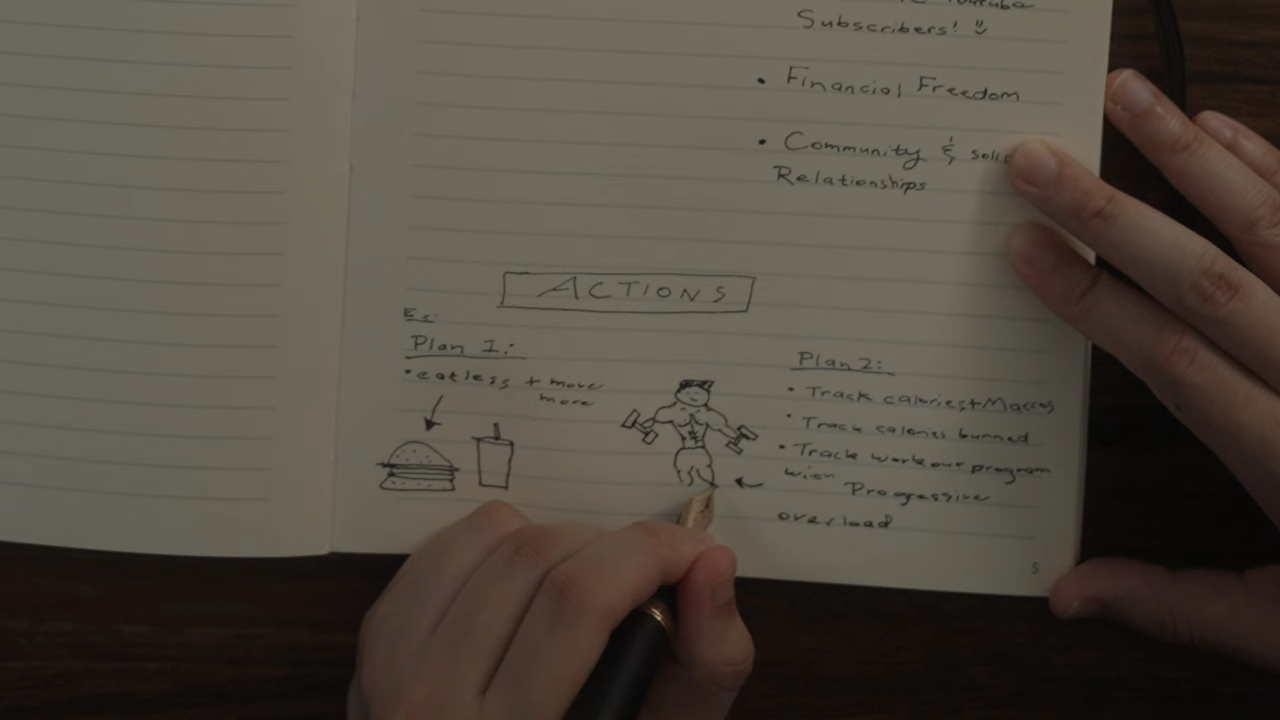 Youtube
Subscribers!
• Financial Freedom
• Community &
Relationships
ACTIONS
Ex:
Plan 1:
• eat less + move
more
Plan 2:
• Track calories + Macros
• Track calories burned
• Track workout program
with Progressive
overload
5